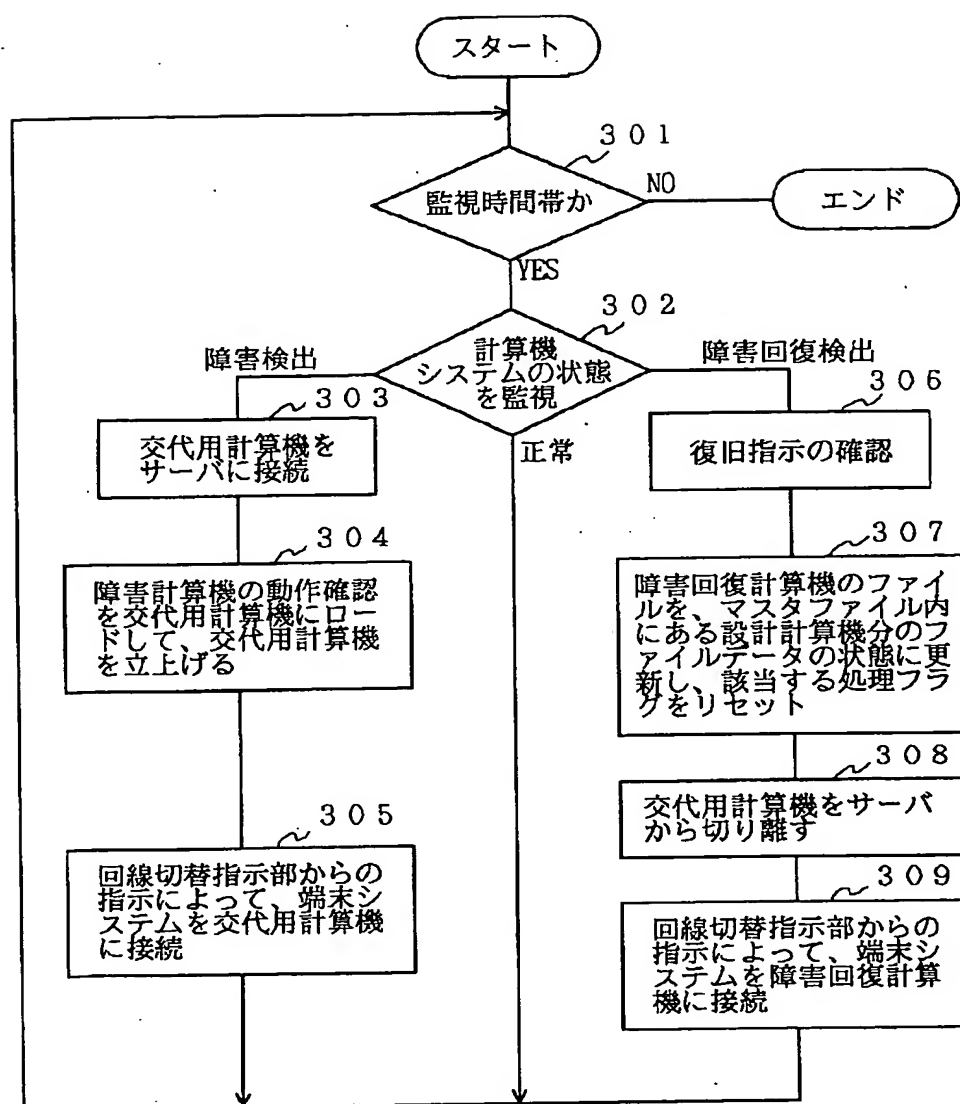 スタート
301
監視時間帯か
NO
エンド
YES
302
計算機
システムの状態
を監視
障害検出
障害回復検出
正常
303
交代用計算機を
サーバに接続
304
障害計算機の動作確認
を交代用計算機にロー
ドして、交代用計算機
を立上げる
305
回線切替指示部からの
指示によって、端末シ
ステムを交代用計算機
に接続
306
復旧指示の確認
307
障害回復計算機のファイ
ルを、マスタファイル内
にある設計計算機分のフ
ァイルデータの状態に更
新し、該当する処理フラ
グをリセット
308
交代用計算機をサーバ
から切り離す
309
回線切替指示部からの
指示によって、端末シ
ステムを障害回復計算
機に接続